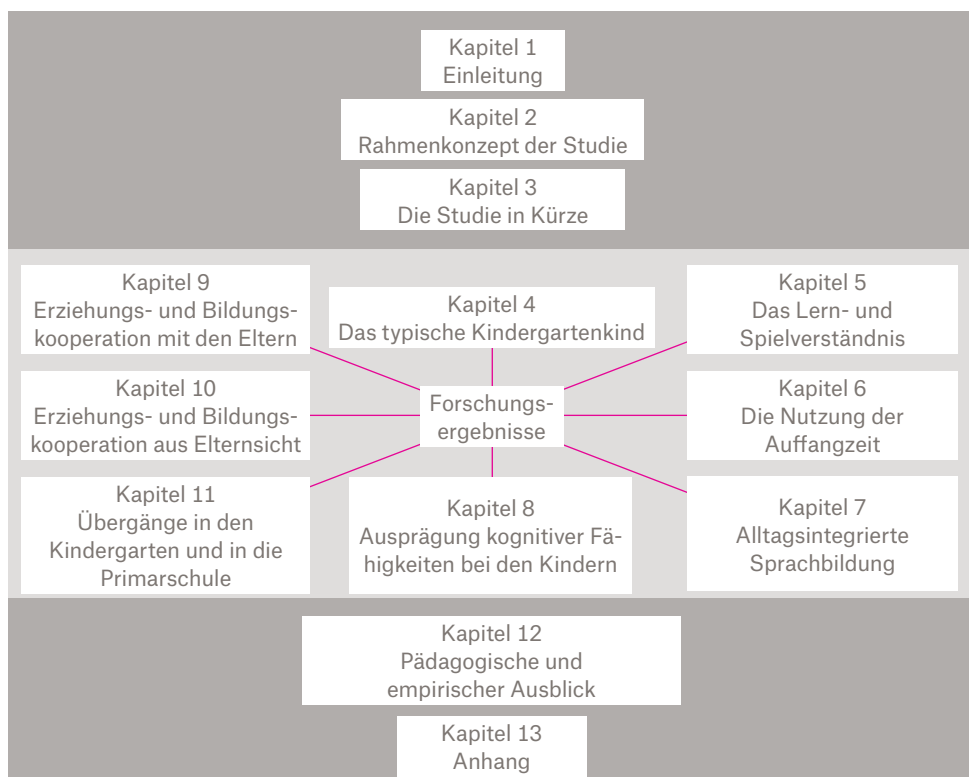 Kapitel 1
Einleitung
Kapitel 2
Rahmenkonzept der Studie
Kapitel 3
Die Studie in Kürze
Kapitel 9
Erziehungs- und Bildungs-
kooperation mit den Eltern
Kapitel 4
Das typische Kindergartenkind
Kapitel 5
Das Lern- und
Spielverständnis
Kapitel 10
Erziehungs- und Bildungs-
kooperation aus Elternsicht
Forschungs-
ergebnisse
Kapitel 6
Die Nutzung der
Auffangzeit
Kapitel 11
Übergänge in den
Kindergarten und in die
Primarschule
Kapitel 8
Ausprägung kognitiver Fä-
higkeiten bei den Kindern
Kapitel 7
Alltagsintegrierte
Sprachbildung
Kapitel 12
Pädagogische und
empirischer Ausblick
Kapitel 13
Anhang